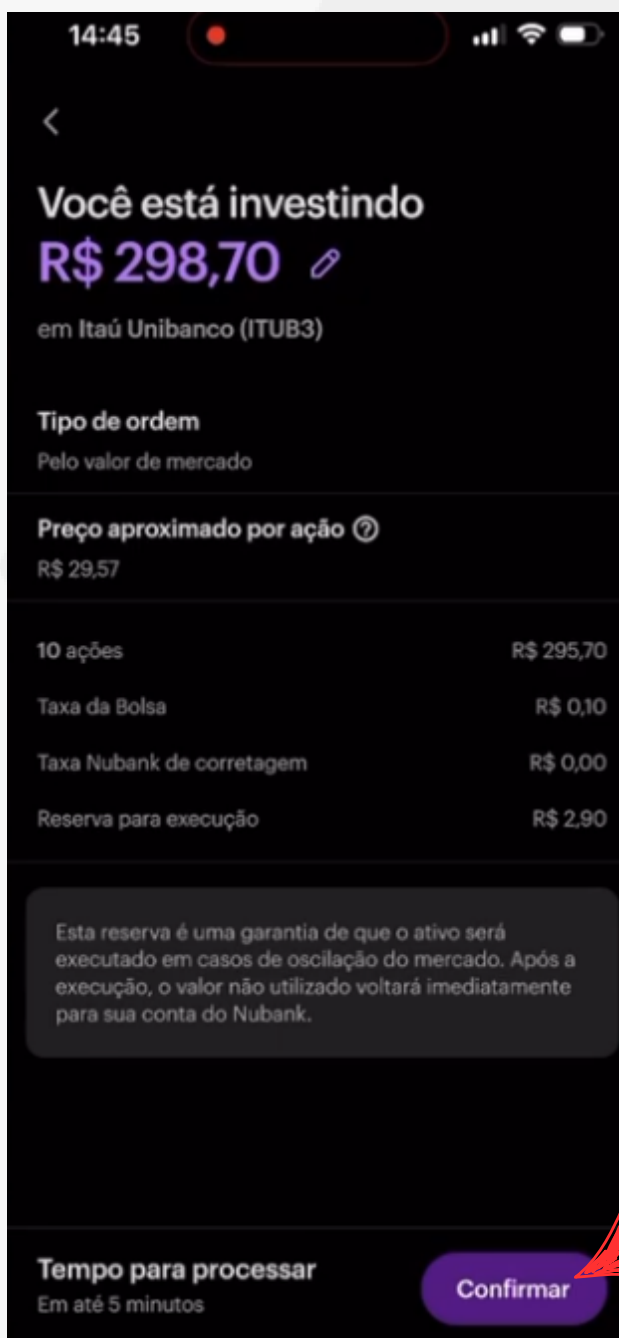 14:45
Você está investindo
R$ 298,70
em Itaú Unibanco (ITUB3)
Tipo de ordem
Pelo valor de mercado
Preço aproximado por ação ?
R$ 29,57
10 ações R$ 295,70
Taxa da Bolsa R$ 0,10
Taxa Nubank de corretagem R$ 0,00
Reserva para execução R$ 2,90
Esta reserva é uma garantia de que o ativo será
executado em casos de oscilação do mercado. Após a
execução, o valor não utilizado voltará imediatamente
para sua conta do Nubank.
Tempo para processar
Em até 5 minutos
Confirmar